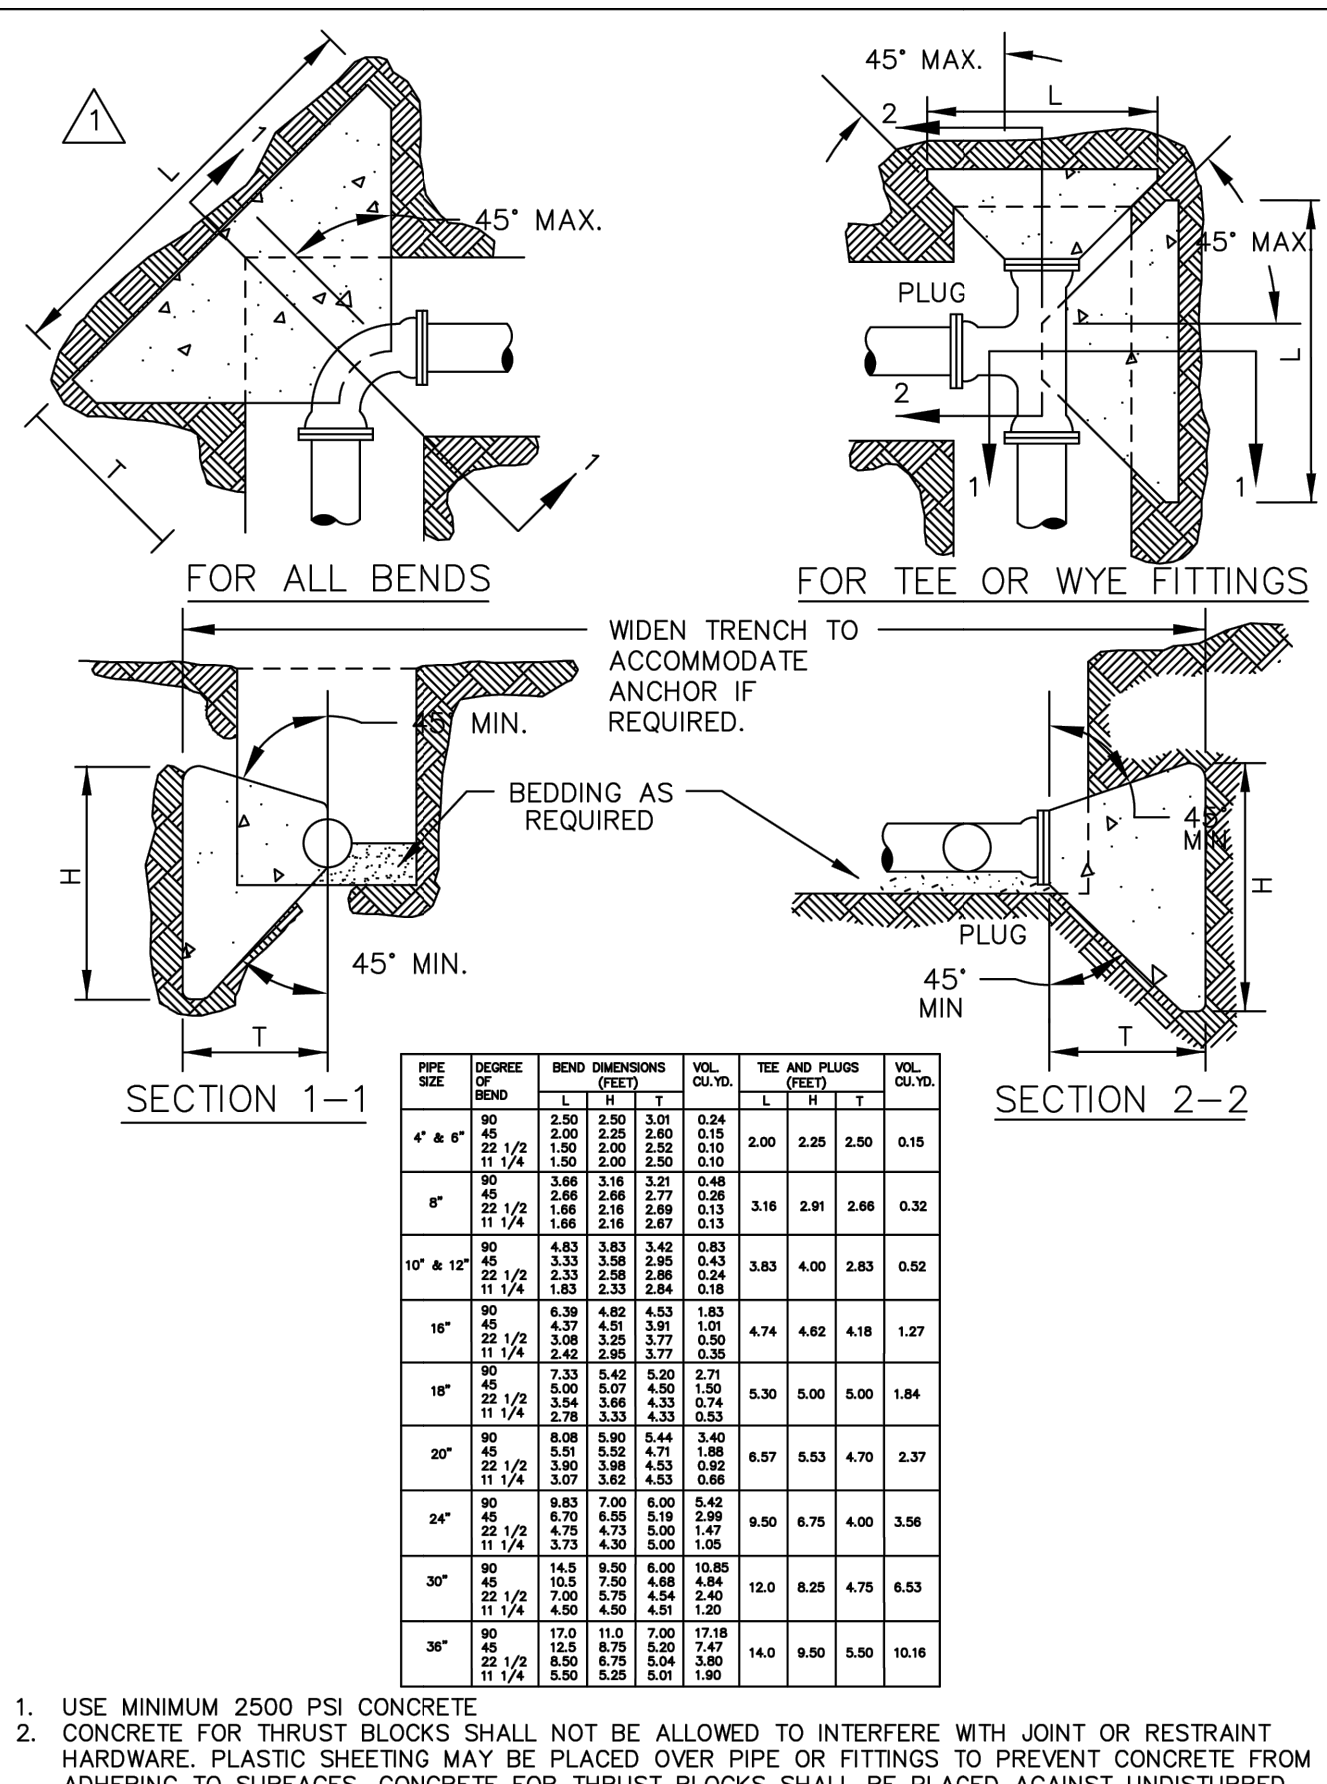 1
L
1
45° MAX.
T
1
FOR ALL BENDS
45° MAX.
L
2
45° MAX.
PLUG
L
2
1
1
FOR TEE OR WYE FITTINGS
WIDEN TRENCH TO
ACCOMMODATE
ANCHOR IF
REQUIRED.
45° MIN.
BEDDING AS
REQUIRED
H
45° MIN.
T
SECTION 1-1
45°
MIN
H
PLUG
45°
MIN
T
SECTION 2-2
PIPE SIZE DEGREE OF BEND BEND DIMENSIONS (FEET) VOL. CU.YD. TEE AND PLUGS (FEET) VOL. CU.YD.
L H T L H T
4" & 6" 2.00 2.25 2.50 0.15
90 2.50 2.50 3.01 0.24
45 2.00 2.25 2.60 0.15
22 1/2 1.50 2.00 2.52 0.10
11 1/4 1.50 2.00 2.50 0.10
8" 3.16 2.91 2.66 0.32
90 3.66 3.16 3.21 0.48
45 2.66 2.66 2.77 0.26
22 1/2 1.66 2.16 2.69 0.13
11 1/4 1.66 2.16 2.67 0.13
10" & 12" 3.83 4.00 2.83 0.52
90 4.83 3.83 3.42 0.83
45 3.33 3.58 2.95 0.43
22 1/2 2.33 2.58 2.86 0.24
11 1/4 1.83 2.33 2.84 0.18
16" 4.74 4.62 4.18 1.27
90 6.39 4.82 4.53 1.83
45 4.37 4.51 3.91 1.01
22 1/2 3.08 3.25 3.77 0.50
11 1/4 2.42 2.95 3.77 0.35
18" 5.30 5.00 5.00 1.84
90 7.33 5.42 5.20 2.71
45 5.00 5.07 4.50 1.50
22 1/2 3.54 3.66 4.33 0.74
11 1/4 2.78 3.33 4.33 0.53
20" 6.57 5.53 4.70 2.37
90 8.08 5.90 5.44 3.40
45 5.51 5.52 4.71 1.88
22 1/2 3.90 3.98 4.53 0.92
11 1/4 3.07 3.62 4.53 0.66
24" 9.50 6.75 4.00 3.56
90 9.83 7.00 6.00 5.42
45 6.70 6.55 5.19 2.99
22 1/2 4.75 4.73 5.00 1.47
11 1/4 3.73 4.30 5.00 1.05
30" 12.0 8.25 4.75 6.53
90 14.5 9.50 6.00 10.85
45 10.5 7.50 4.68 4.84
22 1/2 7.00 5.75 4.54 2.40
11 1/4 4.50 4.50 4.51 1.20
36" 14.0 9.50 5.50 10.16
90 17.0 11.0 7.00 17.18
45 12.5 8.75 5.20 7.47
22 1/2 8.50 6.75 5.04 3.80
11 1/4 5.50 5.25 5.01 1.90
1. USE MINIMUM 2500 PSI CONCRETE
2. CONCRETE FOR THRUST BLOCKS SHALL NOT BE ALLOWED TO INTERFERE WITH JOINT OR RESTRAINT
HARDWARE. PLASTIC SHEETING MAY BE PLACED OVER PIPE OR FITTINGS TO PREVENT CONCRETE FROM
ADHERING TO SURFACES. CONCRETE FOR THRUST BLOCKS SHALL BE PLACED AGAINST UNDISTURBED